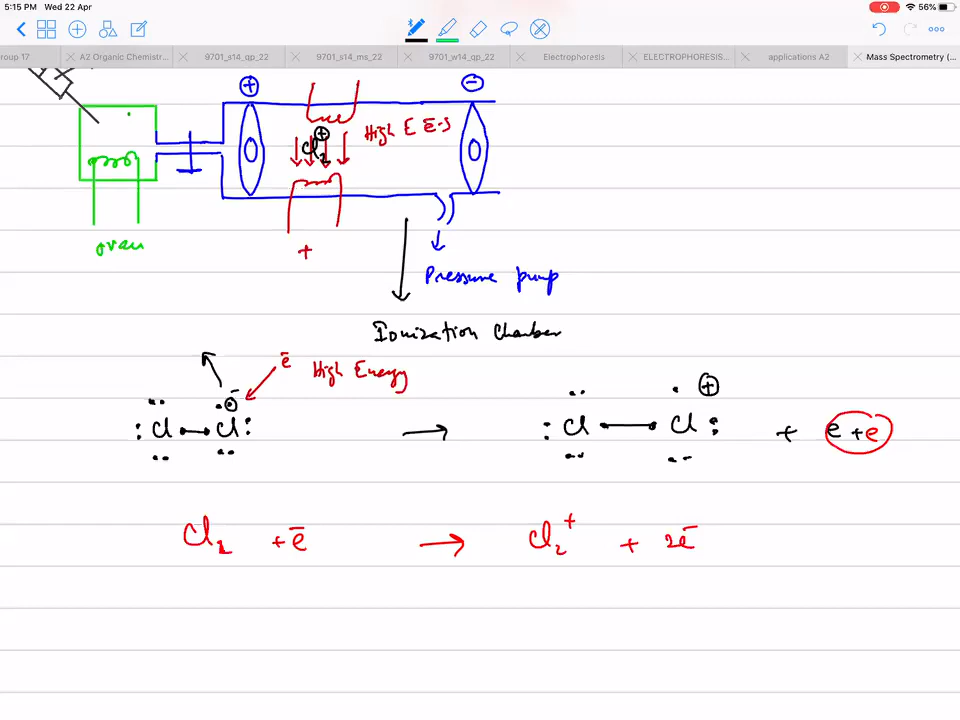 5:15 PM Wed 22 Apr 56%
roup 17 A2 Organic Chemistr... 9701_s14_qp_22 9701_s14_ms_22 9701_w14_qp_22 Electrophoresis ELECTROPHORESIS... applications A2 Mass Spectrometry (...
+ −
High E e̅-s
Cl₂⊕
oven
+
Pressure pump
Ionization Chamber
e̅ High Energy
:Cl Cl: → :Cl Cl: ⊕ + e + e
Cl₂ + e̅ → Cl₂⁺ + 2e̅